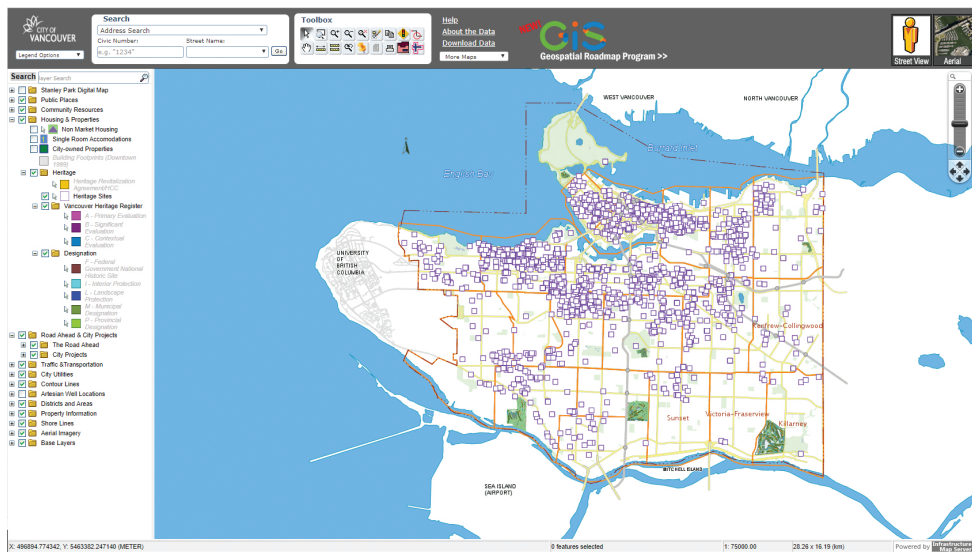 CITY OF
VANCOUVER
Legend Options
Search
Address Search
Civic Number:
Street Name:
e.g. "1234"
Go
Toolbox
Help
About the Data
Download Data
More Maps
NEW!
GIS
Geospatial Roadmap Program >>
Street View
Aerial
Search
Layer Search
Stanley Park Digital Map
Public Places
Community Resources
Housing & Properties
Non Market Housing
Single Room Accomodations
City-owned Properties
Building Footprints (Downtown
1999)
Heritage
Heritage Revitalization
Agreement/HCC
Heritage Sites
Vancouver Heritage Register
A - Primary Evaluation
B - Significant
Evaluation
C - Contextual
Evaluation
Designation
F - Federal
Government National
Historic Site
I - Interior Protection
L - Landscape
Protection
M - Municipal
Designation
P - Provincial
Designation
Road Ahead & City Projects
The Road Ahead
City Projects
Traffic &Transportation
City Utilities
Contour Lines
Artesian Well Locations
Districts and Areas
Property Information
Shore Lines
Aerial Imagery
Base Layers
WEST VANCOUVER
NORTH VANCOUVER
Burrard Inlet
English Bay
UNIVERSITY
OF
BRITISH
COLUMBIA
Renfrew-Collingwood
Sunset
Victoria-Fraserview
Killarney
MITCHELL ISLAND
SEA ISLAND
(AIRPORT)
X: 496894.774342, Y: 5463382.247140 (METER)
0 features selected
1: 75000.00
28.26 x 16.19 (km)
Powered by
Infrastructure
Map Server